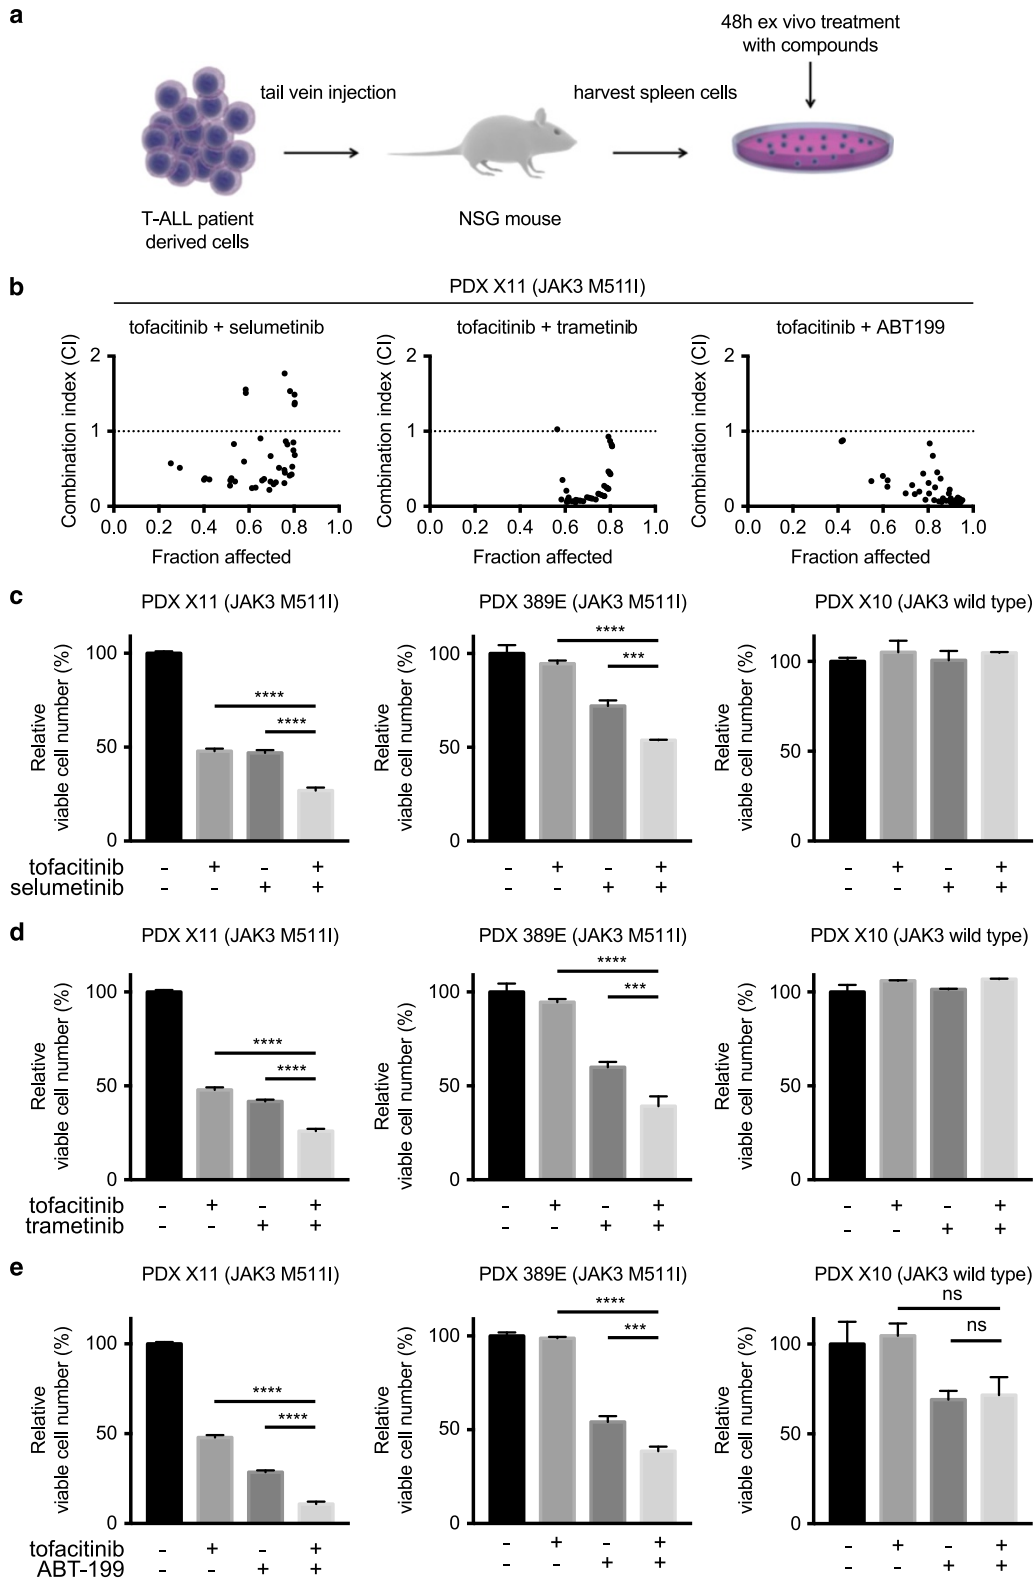 a
48h ex vivo treatment
with compounds
tail vein injection
harvest spleen cells
T-ALL patient
derived cells
NSG mouse
b
PDX X11 (JAK3 M511I)
tofacitinib + selumetinib
tofacitinib + trametinib
tofacitinib + ABT199
Combination index (CI)
2
1
0
0.0 0.2 0.4 0.6 0.8 1.0
Fraction affected
Combination index (CI)
2
1
0
0.0 0.2 0.4 0.6 0.8 1.0
Fraction affected
Combination index (CI)
2
1
0
0.0 0.2 0.4 0.6 0.8 1.0
Fraction affected
c
PDX X11 (JAK3 M511I)
Relative
viable cell number (%)
100
50
0
****
****
tofacitinib - + - +
selumetinib - - + +
PDX 389E (JAK3 M511I)
Relative
viable cell number (%)
100
50
0
****
***
- + - +
- - + +
PDX X10 (JAK3 wild type)
Relative
viable cell number (%)
100
50
0
- + - +
- - + +
d
PDX X11 (JAK3 M511I)
Relative
viable cell number (%)
100
50
0
****
****
tofacitinib - + - +
trametinib - - + +
PDX 389E (JAK3 M511I)
Relative
viable cell number (%)
100
50
0
****
***
- + - +
- - + +
PDX X10 (JAK3 wild type)
Relative
viable cell number (%)
100
50
0
- + - +
- - + +
e
PDX X11 (JAK3 M511I)
Relative
viable cell number (%)
100
50
0
****
****
tofacitinib - + - +
ABT-199 - - + +
PDX 389E (JAK3 M511I)
Relative
viable cell number (%)
100
50
0
****
***
- + - +
- - + +
PDX X10 (JAK3 wild type)
Relative
viable cell number (%)
100
50
0
ns
ns
- + - +
- - + +